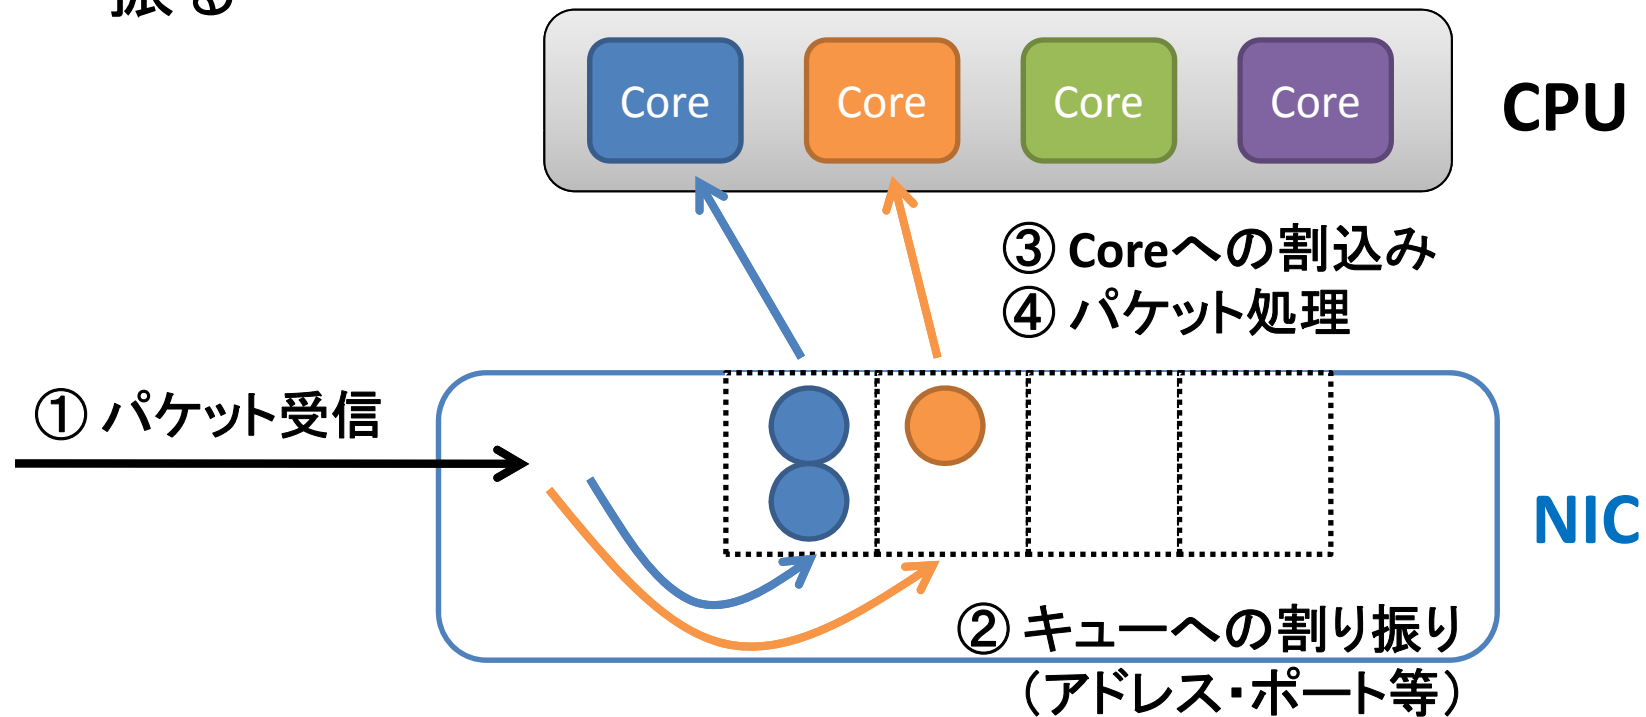 振る
Core
Core
Core
Core
CPU
③ Coreへの割込み
④ パケット処理
① パケット受信
NIC
② キューへの割り振り
（アドレス・ポート等）